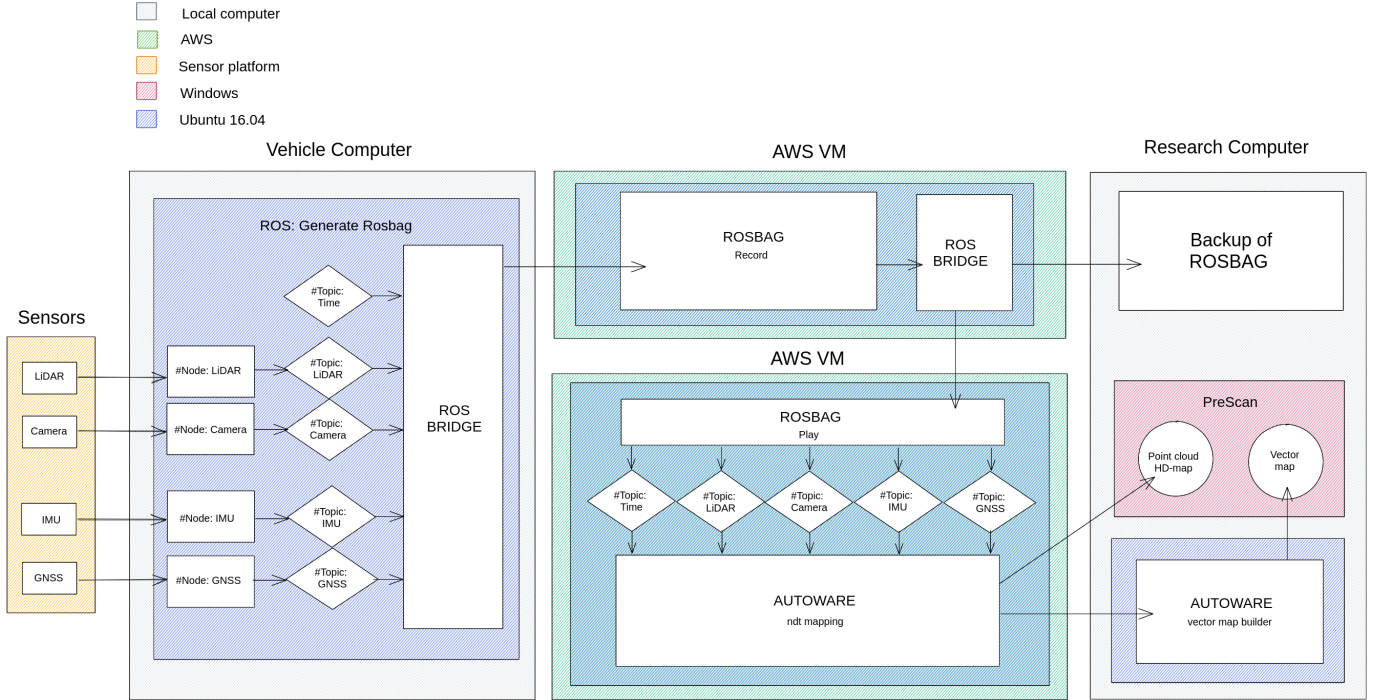 Local computer
AWS
Sensor platform
Windows
Ubuntu 16.04
Vehicle Computer
AWS VM
Research Computer
ROS: Generate Rosbag
#Topic:
Time
Sensors
LiDAR
#Node: LiDAR
#Topic:
LiDAR
Camera
#Node: Camera
#Topic:
Camera
IMU
#Node: IMU
#Topic:
IMU
GNSS
#Node: GNSS
#Topic:
GNSS
ROS
BRIDGE
ROSBAG
Record
ROS
BRIDGE
Backup of
ROSBAG
AWS VM
ROSBAG
Play
#Topic:
Time
#Topic:
LiDAR
#Topic:
Camera
#Topic:
IMU
#Topic:
GNSS
AUTOWARE
ndt mapping
PreScan
Point cloud
HD-map
Vector
map
AUTOWARE
vector map builder